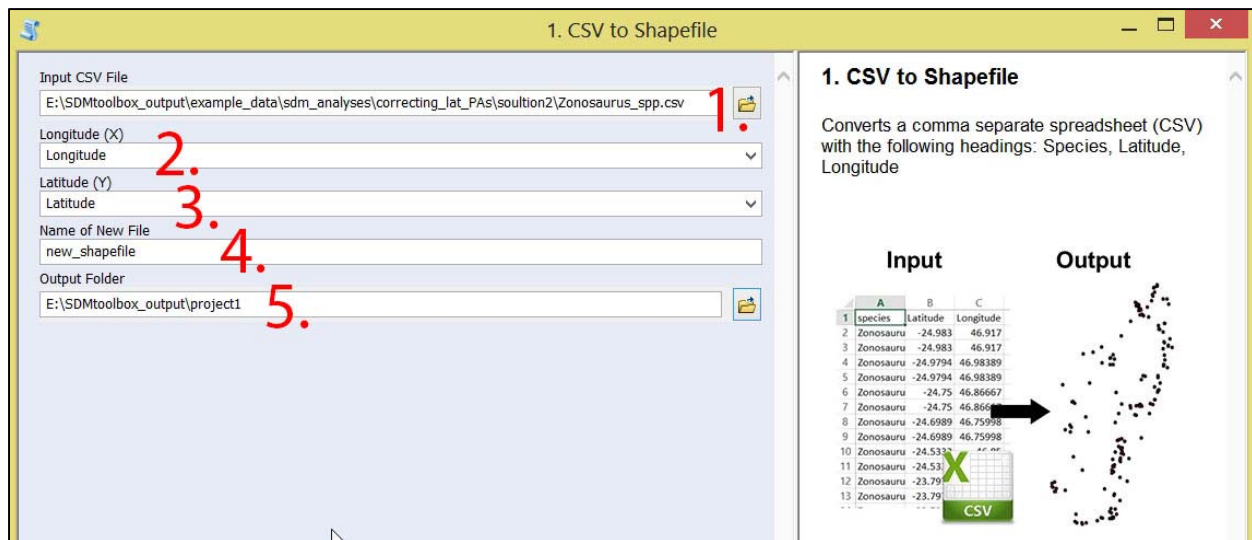 1. CSV to Shapefile
Input CSV File
E:\SDMtoolbox_output\example_data\sdm_analyses\correcting_lat_PAs\soultion2\Zonosaurus_spp.csv
1.
Longitude (X)
Longitude
2.
Latitude (Y)
Latitude
3.
Name of New File
new_shapefile
4.
Output Folder
E:\SDMtoolbox_output\project1
5.
1. CSV to Shapefile
Converts a comma separate spreadsheet (CSV)
with the following headings: Species, Latitude,
Longitude
Input Output
A B C
1 species Latitude Longitude
2 Zonosauru -24.983 46.917
3 Zonosauru -24.983 46.917
4 Zonosauru -24.9794 46.98389
5 Zonosauru -24.9794 46.98389
6 Zonosauru -24.75 46.86667
7 Zonosauru -24.75
8 Zonosauru -24.6989 46.75998
9 Zonosauru -24.6989 46.75998
10 Zonosauru
11 Zonosauru
12 Zonosauru
13 Zonosauru
X
CSV